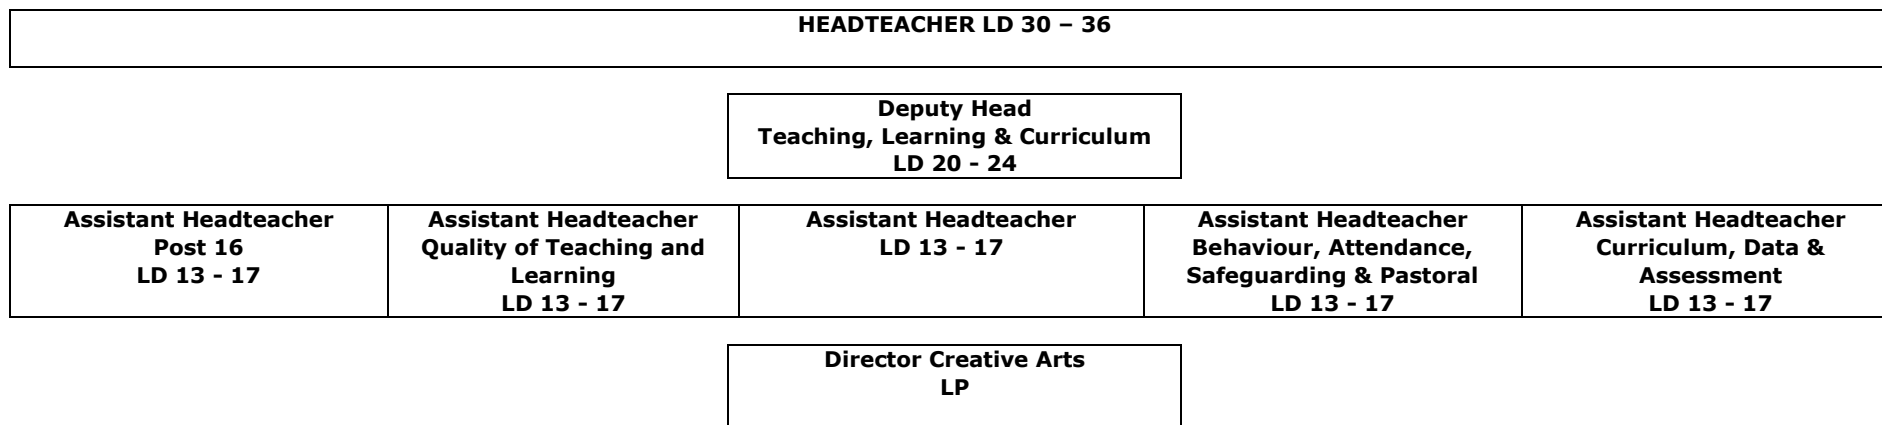 HEADTEACHER LD 30 – 36
Deputy Head
Teaching, Learning & Curriculum
LD 20 - 24
Assistant Headteacher
Post 16
LD 13 - 17
Assistant Headteacher
Quality of Teaching and
Learning
LD 13 - 17
Assistant Headteacher
LD 13 - 17
Assistant Headteacher
Behaviour, Attendance,
Safeguarding & Pastoral
LD 13 - 17
Assistant Headteacher
Curriculum, Data &
Assessment
LD 13 - 17
Director Creative Arts
LP